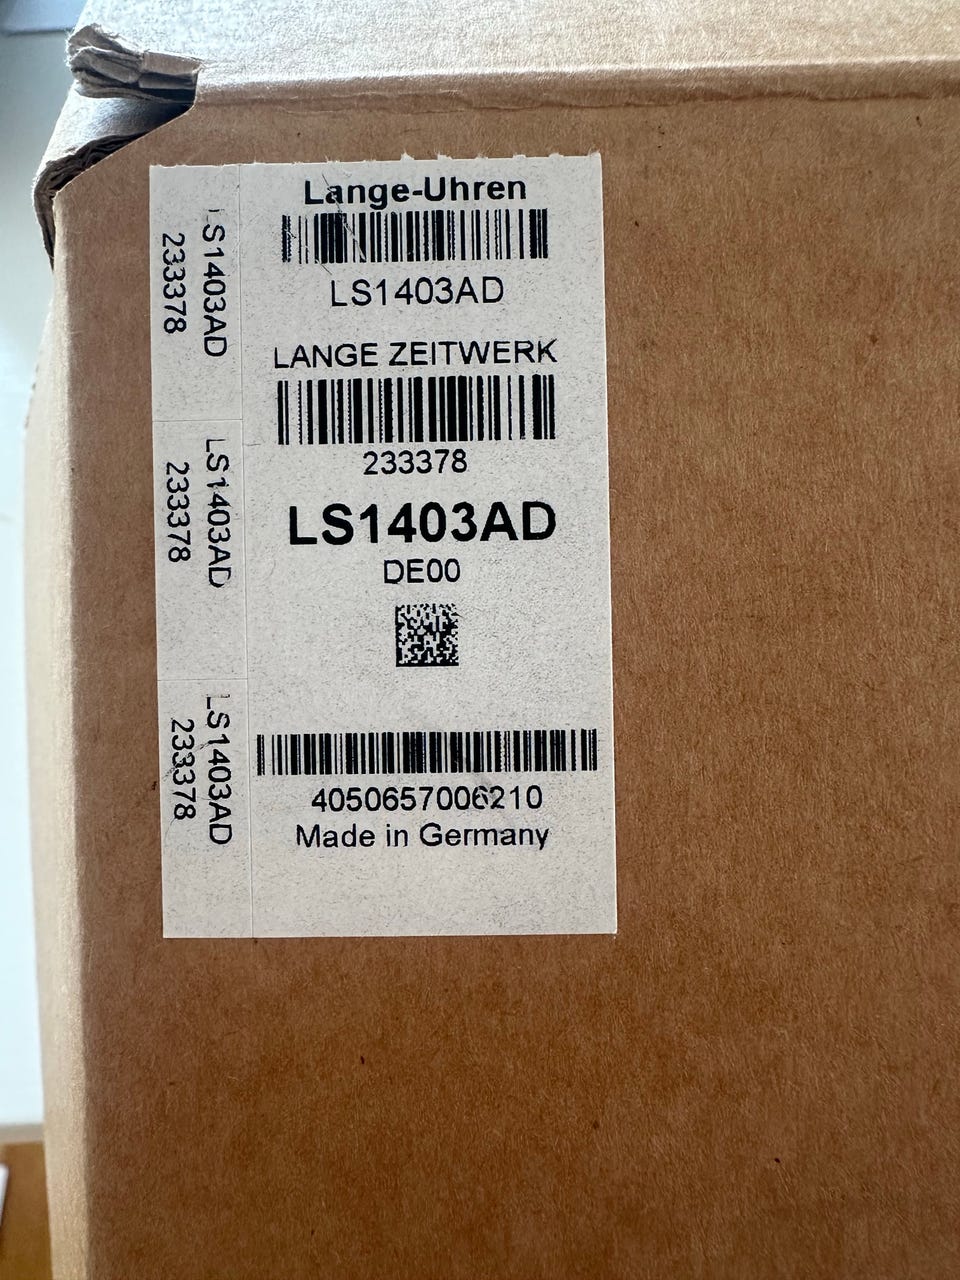 Lange-Uhren
LS1403AD
LANGE ZEITWERK
233378
LS1403AD
DE00
4050657006210
Made in Germany
LS1403AD
233378
LS1403AD
233378
LS1403AD
233378